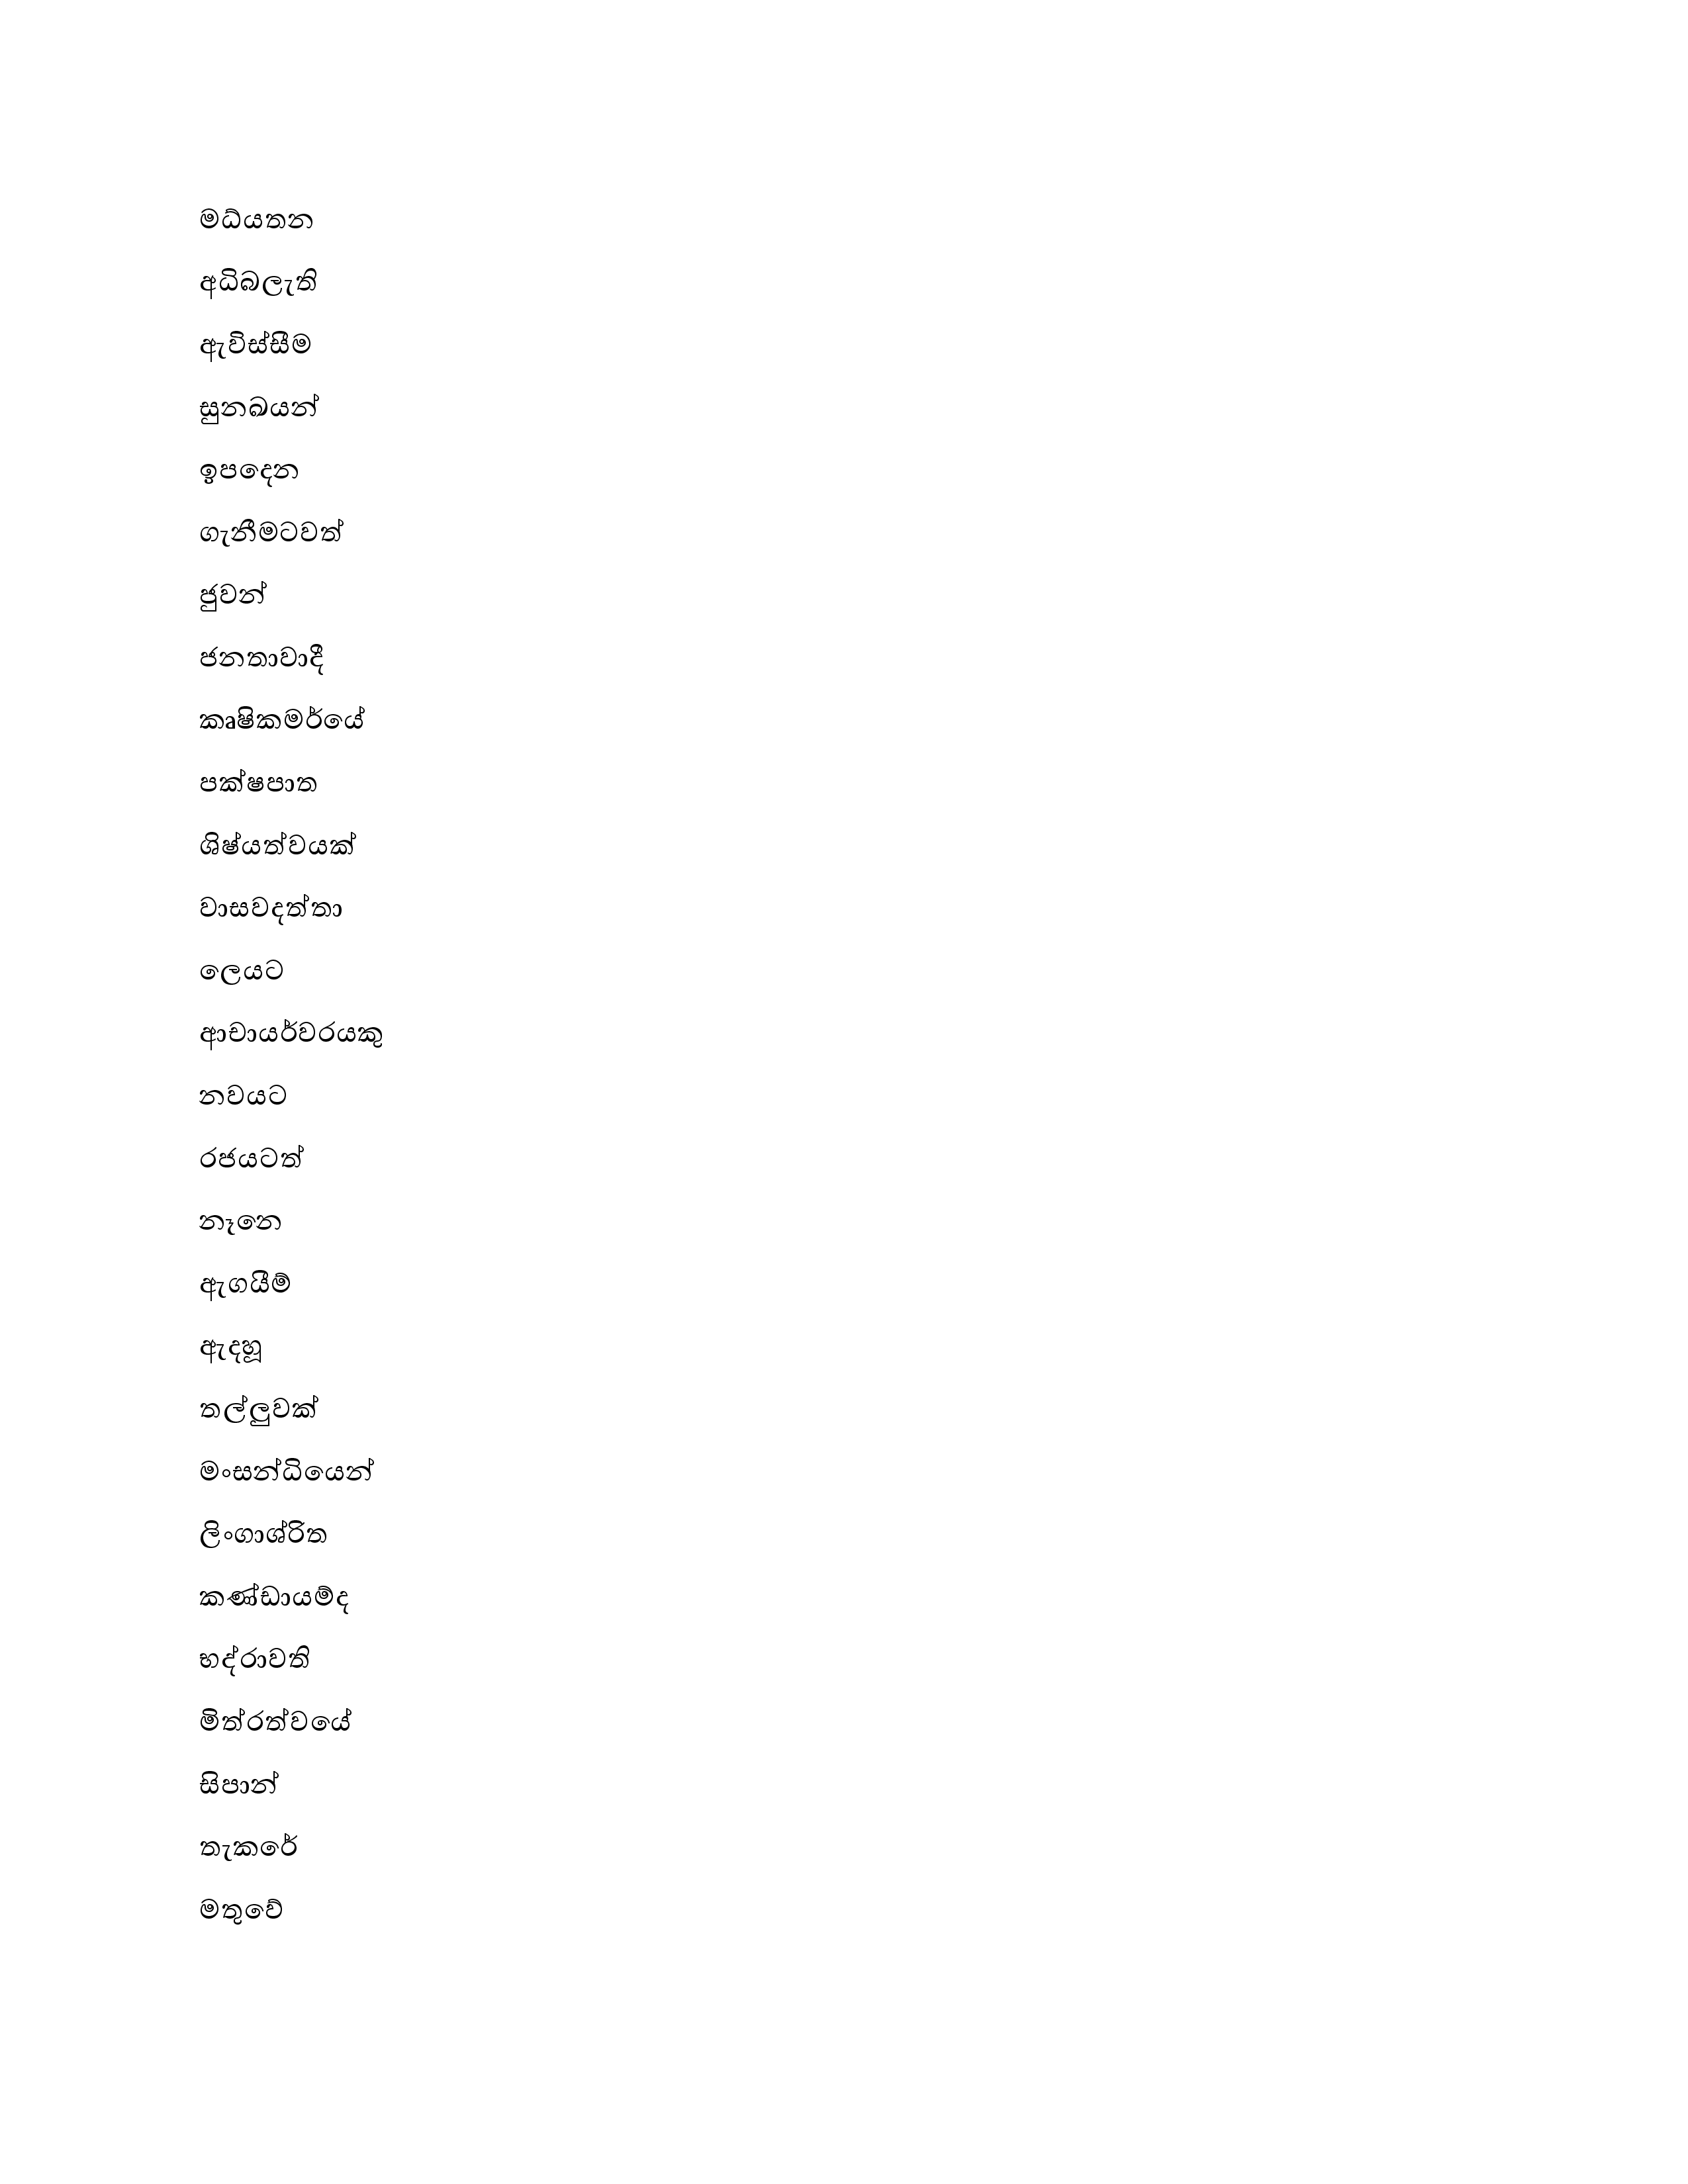 මධ්යතන
අධිබලැති
ඇවිස්සීම
සුනඛයන්
ඉපදෙන
ගැනීමටවත්
ජුවන්
ජනතාවාදී
කෘෂිකමර්යේ
පක්ෂපාත
ශිෂ්යත්වයක්
වාසවදත්තා
ලෙයට
ආචායර්වරයකු
නවයට
රජයටත්
නෑනෙ
ඇගයීම්
ඇදහූ
තල්ලුවක්
මංසන්ධියෙන්
ලිංගාශ්රිත
කණ්ඩායම්ද
භද්රාවති
මිත්රත්වයේ
සිපාන්
තැකරේ
මතුවේ